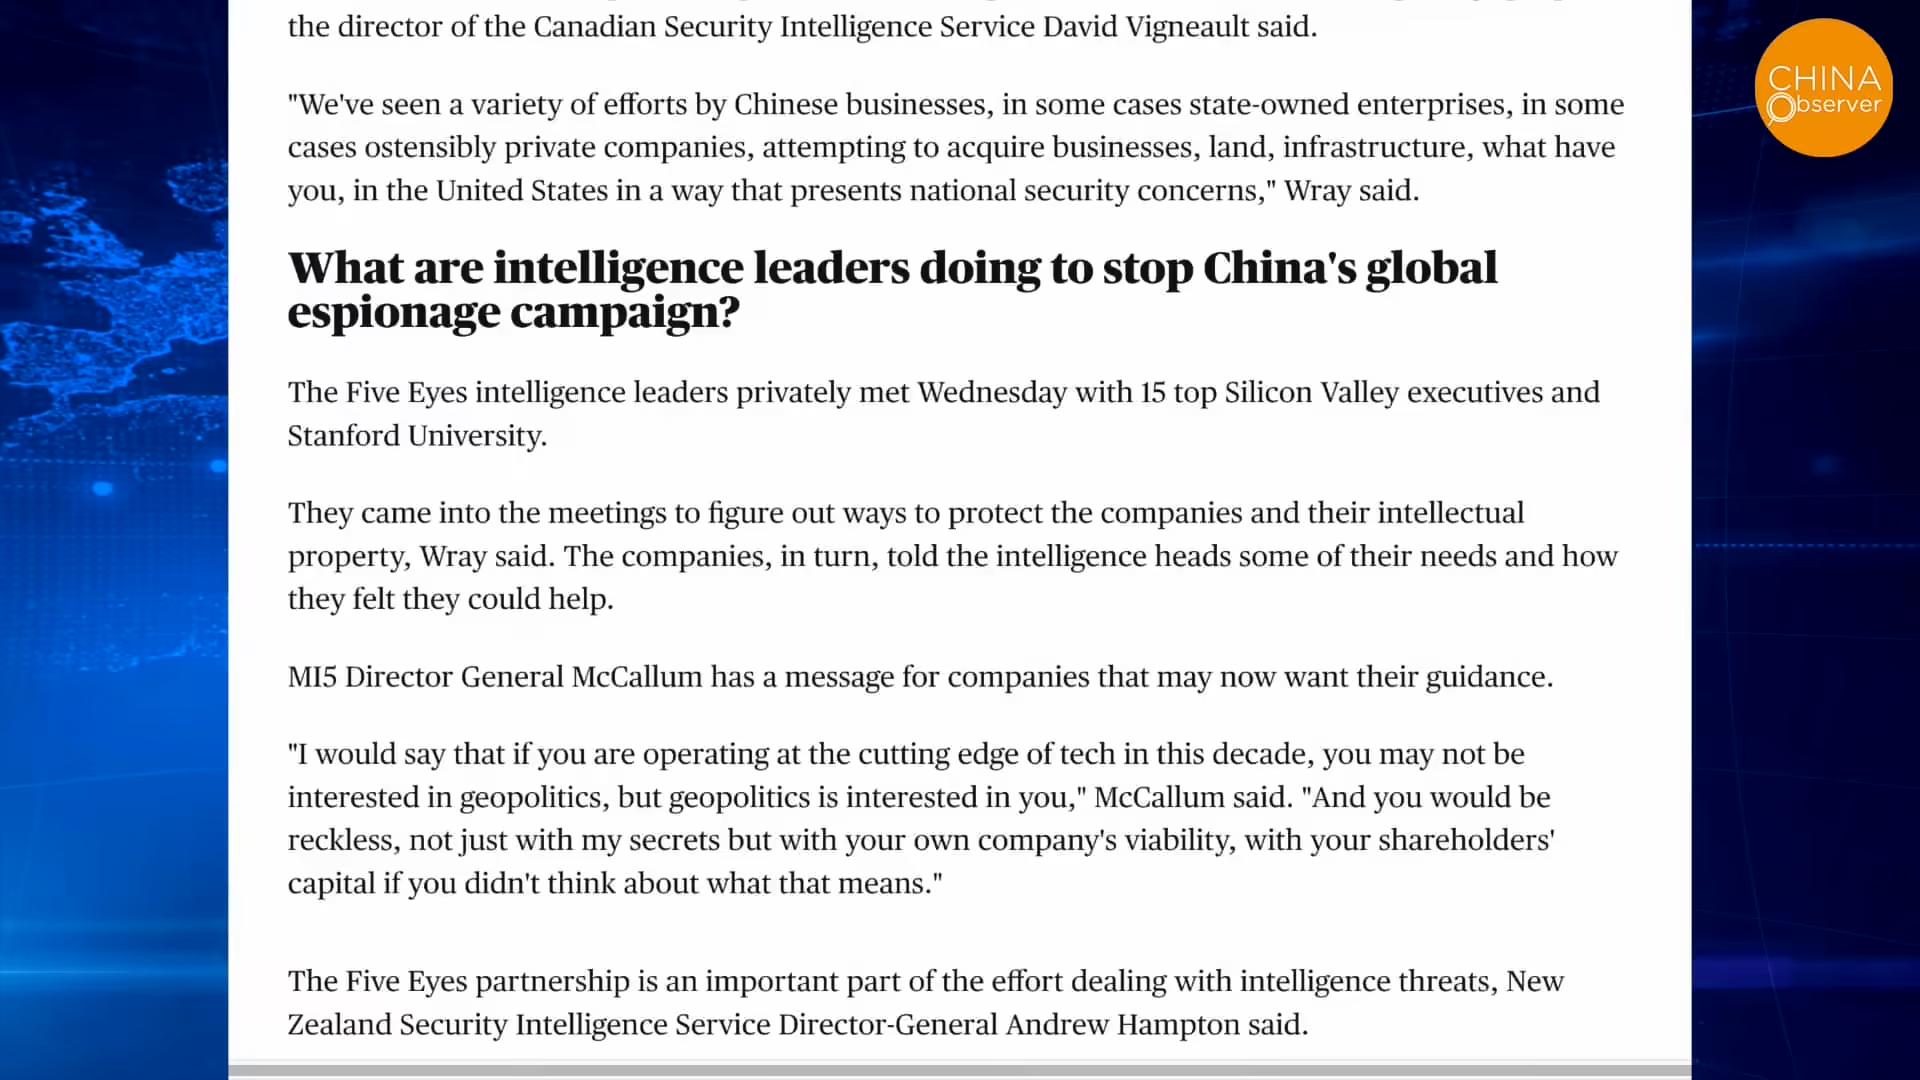 the director of the Canadian Security Intelligence Service David Vigneault said.
"We've seen a variety of efforts by Chinese businesses, in some cases state-owned enterprises, in some
cases ostensibly private companies, attempting to acquire businesses, land, infrastructure, what have
you, in the United States in a way that presents national security concerns," Wray said.
What are intelligence leaders doing to stop China's global
espionage campaign?
The Five Eyes intelligence leaders privately met Wednesday with 15 top Silicon Valley executives and
Stanford University.
They came into the meetings to figure out ways to protect the companies and their intellectual
property, Wray said. The companies, in turn, told the intelligence heads some of their needs and how
they felt they could help.
MI5 Director General McCallum has a message for companies that may now want their guidance.
"I would say that if you are operating at the cutting edge of tech in this decade, you may not be
interested in geopolitics, but geopolitics is interested in you," McCallum said. "And you would be
reckless, not just with my secrets but with your own company's viability, with your shareholders'
capital if you didn't think about what that means."
The Five Eyes partnership is an important part of the effort dealing with intelligence threats, New
Zealand Security Intelligence Service Director-General Andrew Hampton said.
CHINA
Observer